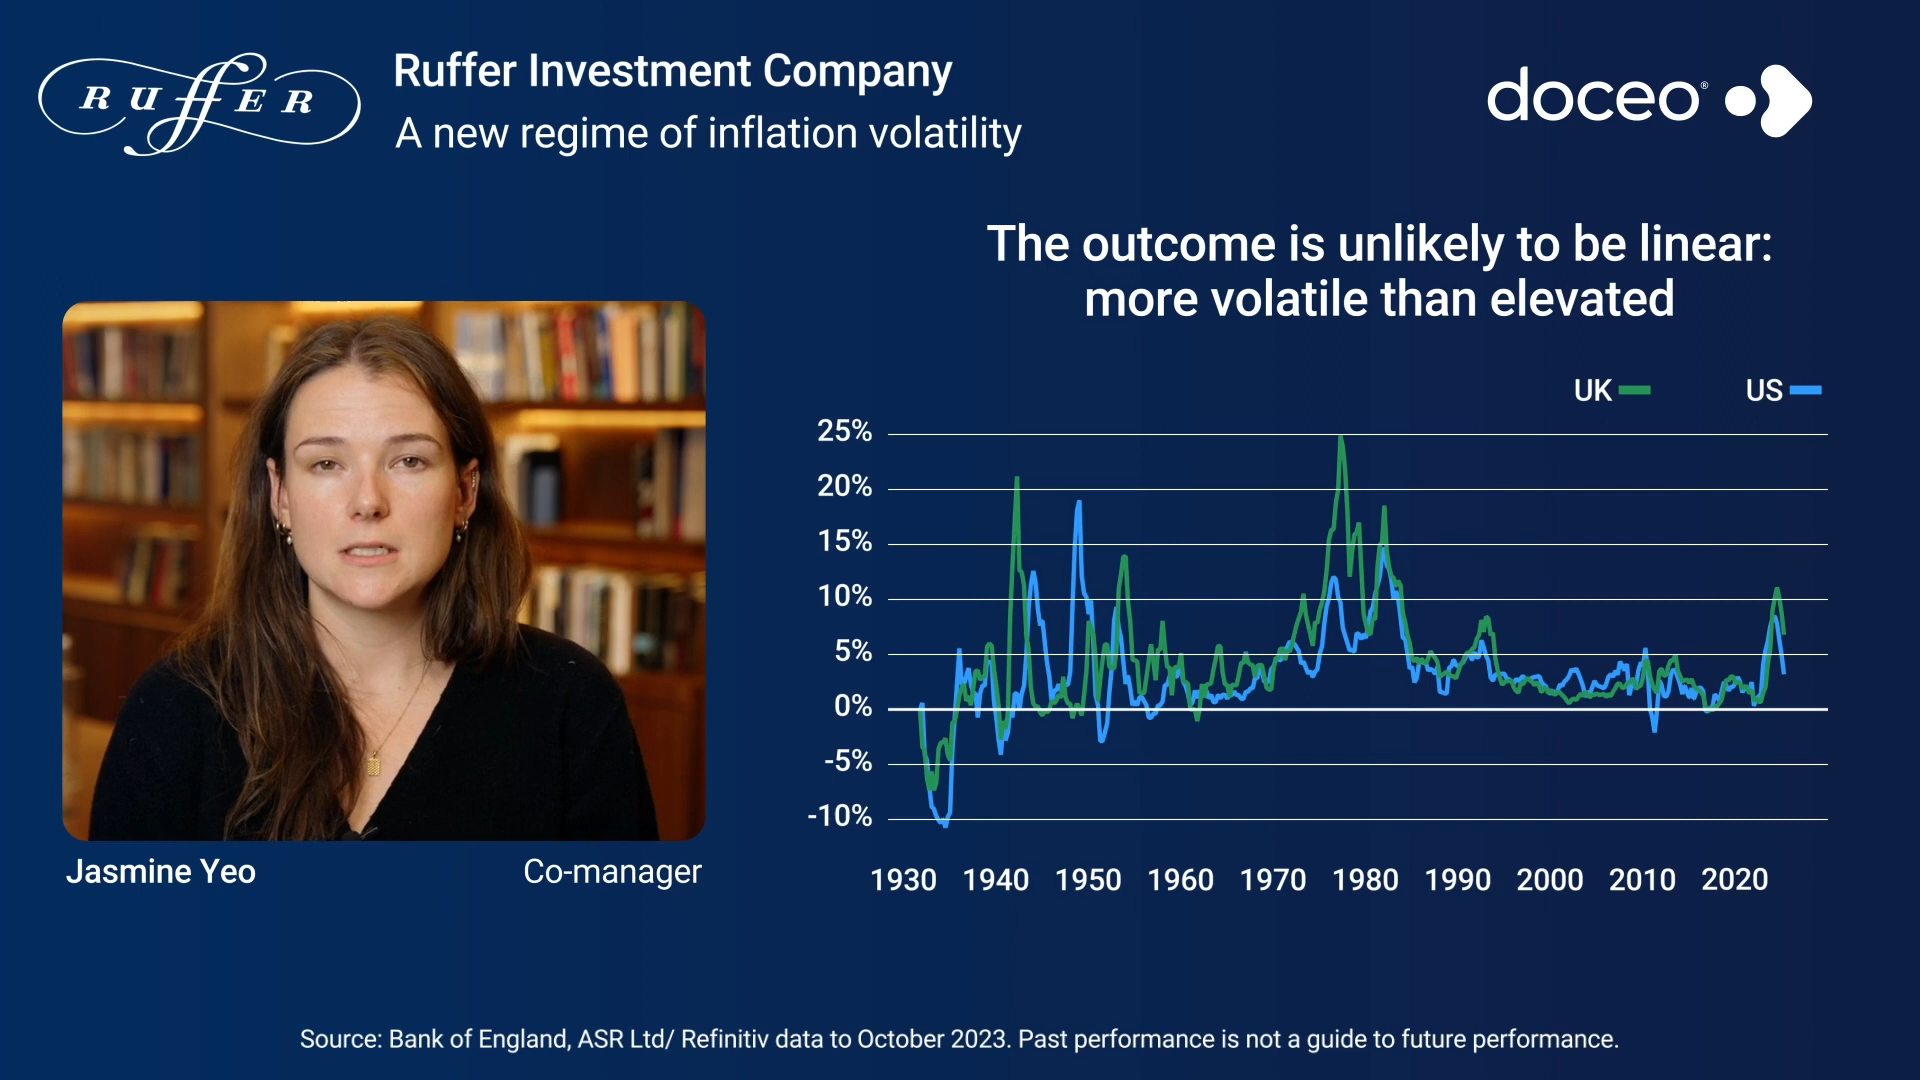 RUffER
Ruffer Investment Company
A new regime of inflation volatility
doceo®
The outcome is unlikely to be linear:
more volatile than elevated
UK
US
25%
20%
15%
10%
5%
0%
-5%
-10%
1930 1940 1950 1960 1970 1980 1990 2000 2010 2020
Jasmine Yeo
Co-manager
Source: Bank of England, ASR Ltd/ Refinitiv data to October 2023. Past performance is not a guide to future performance.